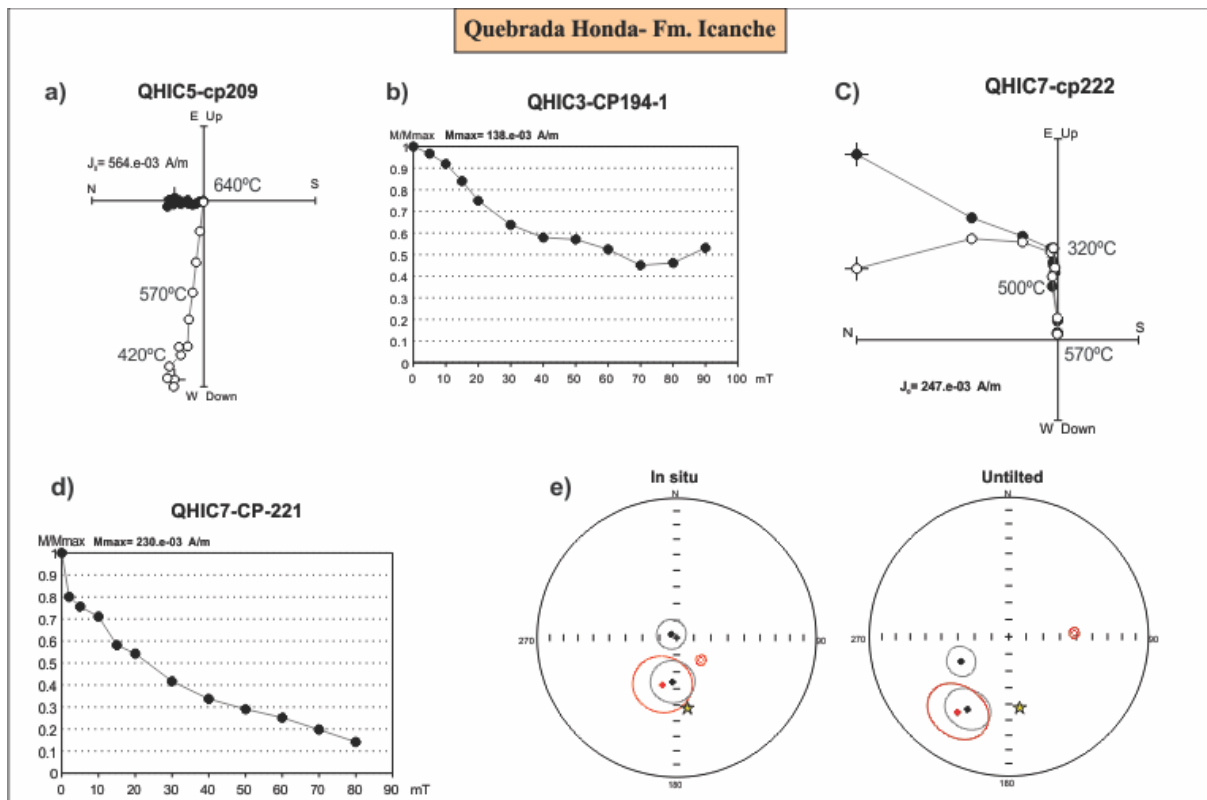 Quebrada Honda- Fm. Icanche
a)
QHIC5-cp209
E Up
J₀= 564.e-03 A/m
N
640ºC
S
570ºC
420ºC
W Down
b)
QHIC3-CP194-1
M/Mmax Mmax= 138.e-03 A/m
1
0.9
0.8
0.7
0.6
0.5
0.4
0.3
0.2
0.1
0
0 10 20 30 40 50 60 70 80 90 100 mT
C)
QHIC7-cp222
E Up
320ºC
500ºC
N
S
570ºC
J₀= 247.e-03 A/m
W Down
d)
QHIC7-CP-221
M/Mmax Mmax= 230.e-03 A/m
1
0.9
0.8
0.7
0.6
0.5
0.4
0.3
0.2
0.1
0
0 10 20 30 40 50 60 70 80 90 mT
e)
In situ
N
270
90
180
Untilted
N
270
90
180